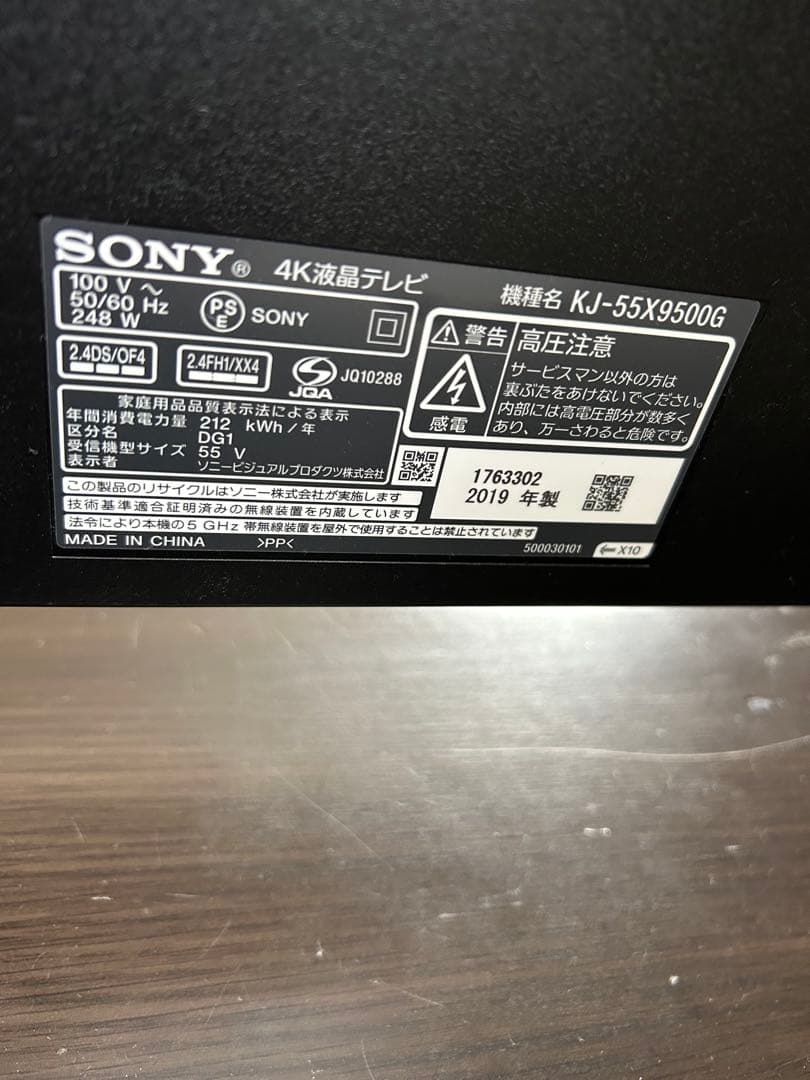 SONY® 4K液晶テレビ
機種名 KJ-55X9500G
100 V ～
50/60 Hz
248 W
PS
E
SONY
2.4DS/OF4
2.4FH1/XX4
JQA
JQ10288
家庭用品品質表示法による表示
年間消費電力量 212 kWh/年
区分名 DG1
受信機型サイズ 55 V
表示者 ソニービジュアルプロダクツ株式会社
警告 高圧注意
感電
サービスマン以外の方は
裏ぶたをあけないでください。
内部には高電圧部分が数多く
あり、万一さわると危険です。
1763302
2019 年製
この製品のリサイクルはソニー株式会社が実施します
技術基準適合証明済みの無線装置を内蔵しています
法令により本機の5 GHz 帯無線装置を屋外で使用することは禁止されています
MADE IN CHINA >PP<
500030101
X10